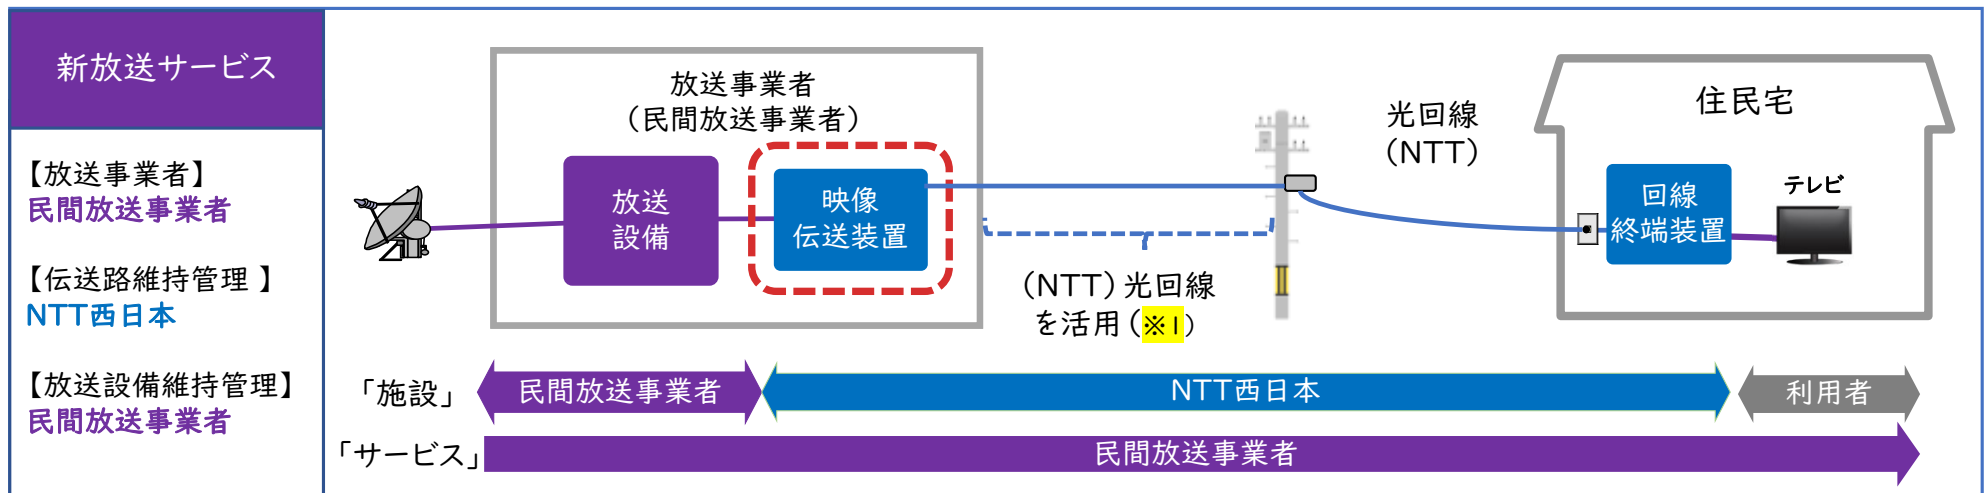 新放送サービス
【放送事業者】
民間放送事業者
【伝送路維持管理 】
NTT西日本
【放送設備維持管理】
民間放送事業者
放送事業者
(民間放送事業者)
放送
設備
映像
伝送装置
(NTT)光回線
を活用(※1)
光回線
(NTT)
住民宅
回線
終端装置
テレビ
「施設」
民間放送事業者
NTT西日本
利用者
「サービス」
民間放送事業者